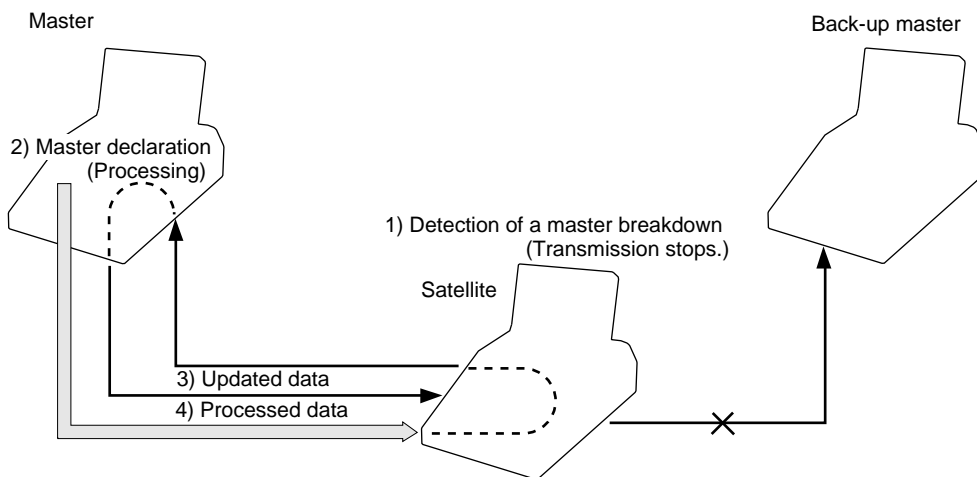 Master
Back-up master
2) Master declaration
(Processing)
1) Detection of a master breakdown
(Transmission stops.)
Satellite
3) Updated data
4) Processed data